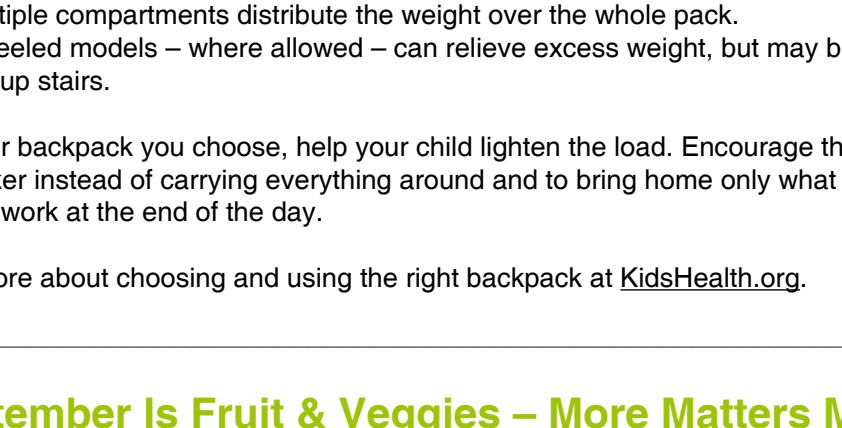 tiple compartments distribute the weight over the whole pack.
eeled models – where allowed – can relieve excess weight, but may b
up stairs.
r backpack you choose, help your child lighten the load. Encourage th
ker instead of carrying everything around and to bring home only what
work at the end of the day.
ore about choosing and using the right backpack at KidsHealth.org.
tember Is Fruit & Veggies – More Matters M